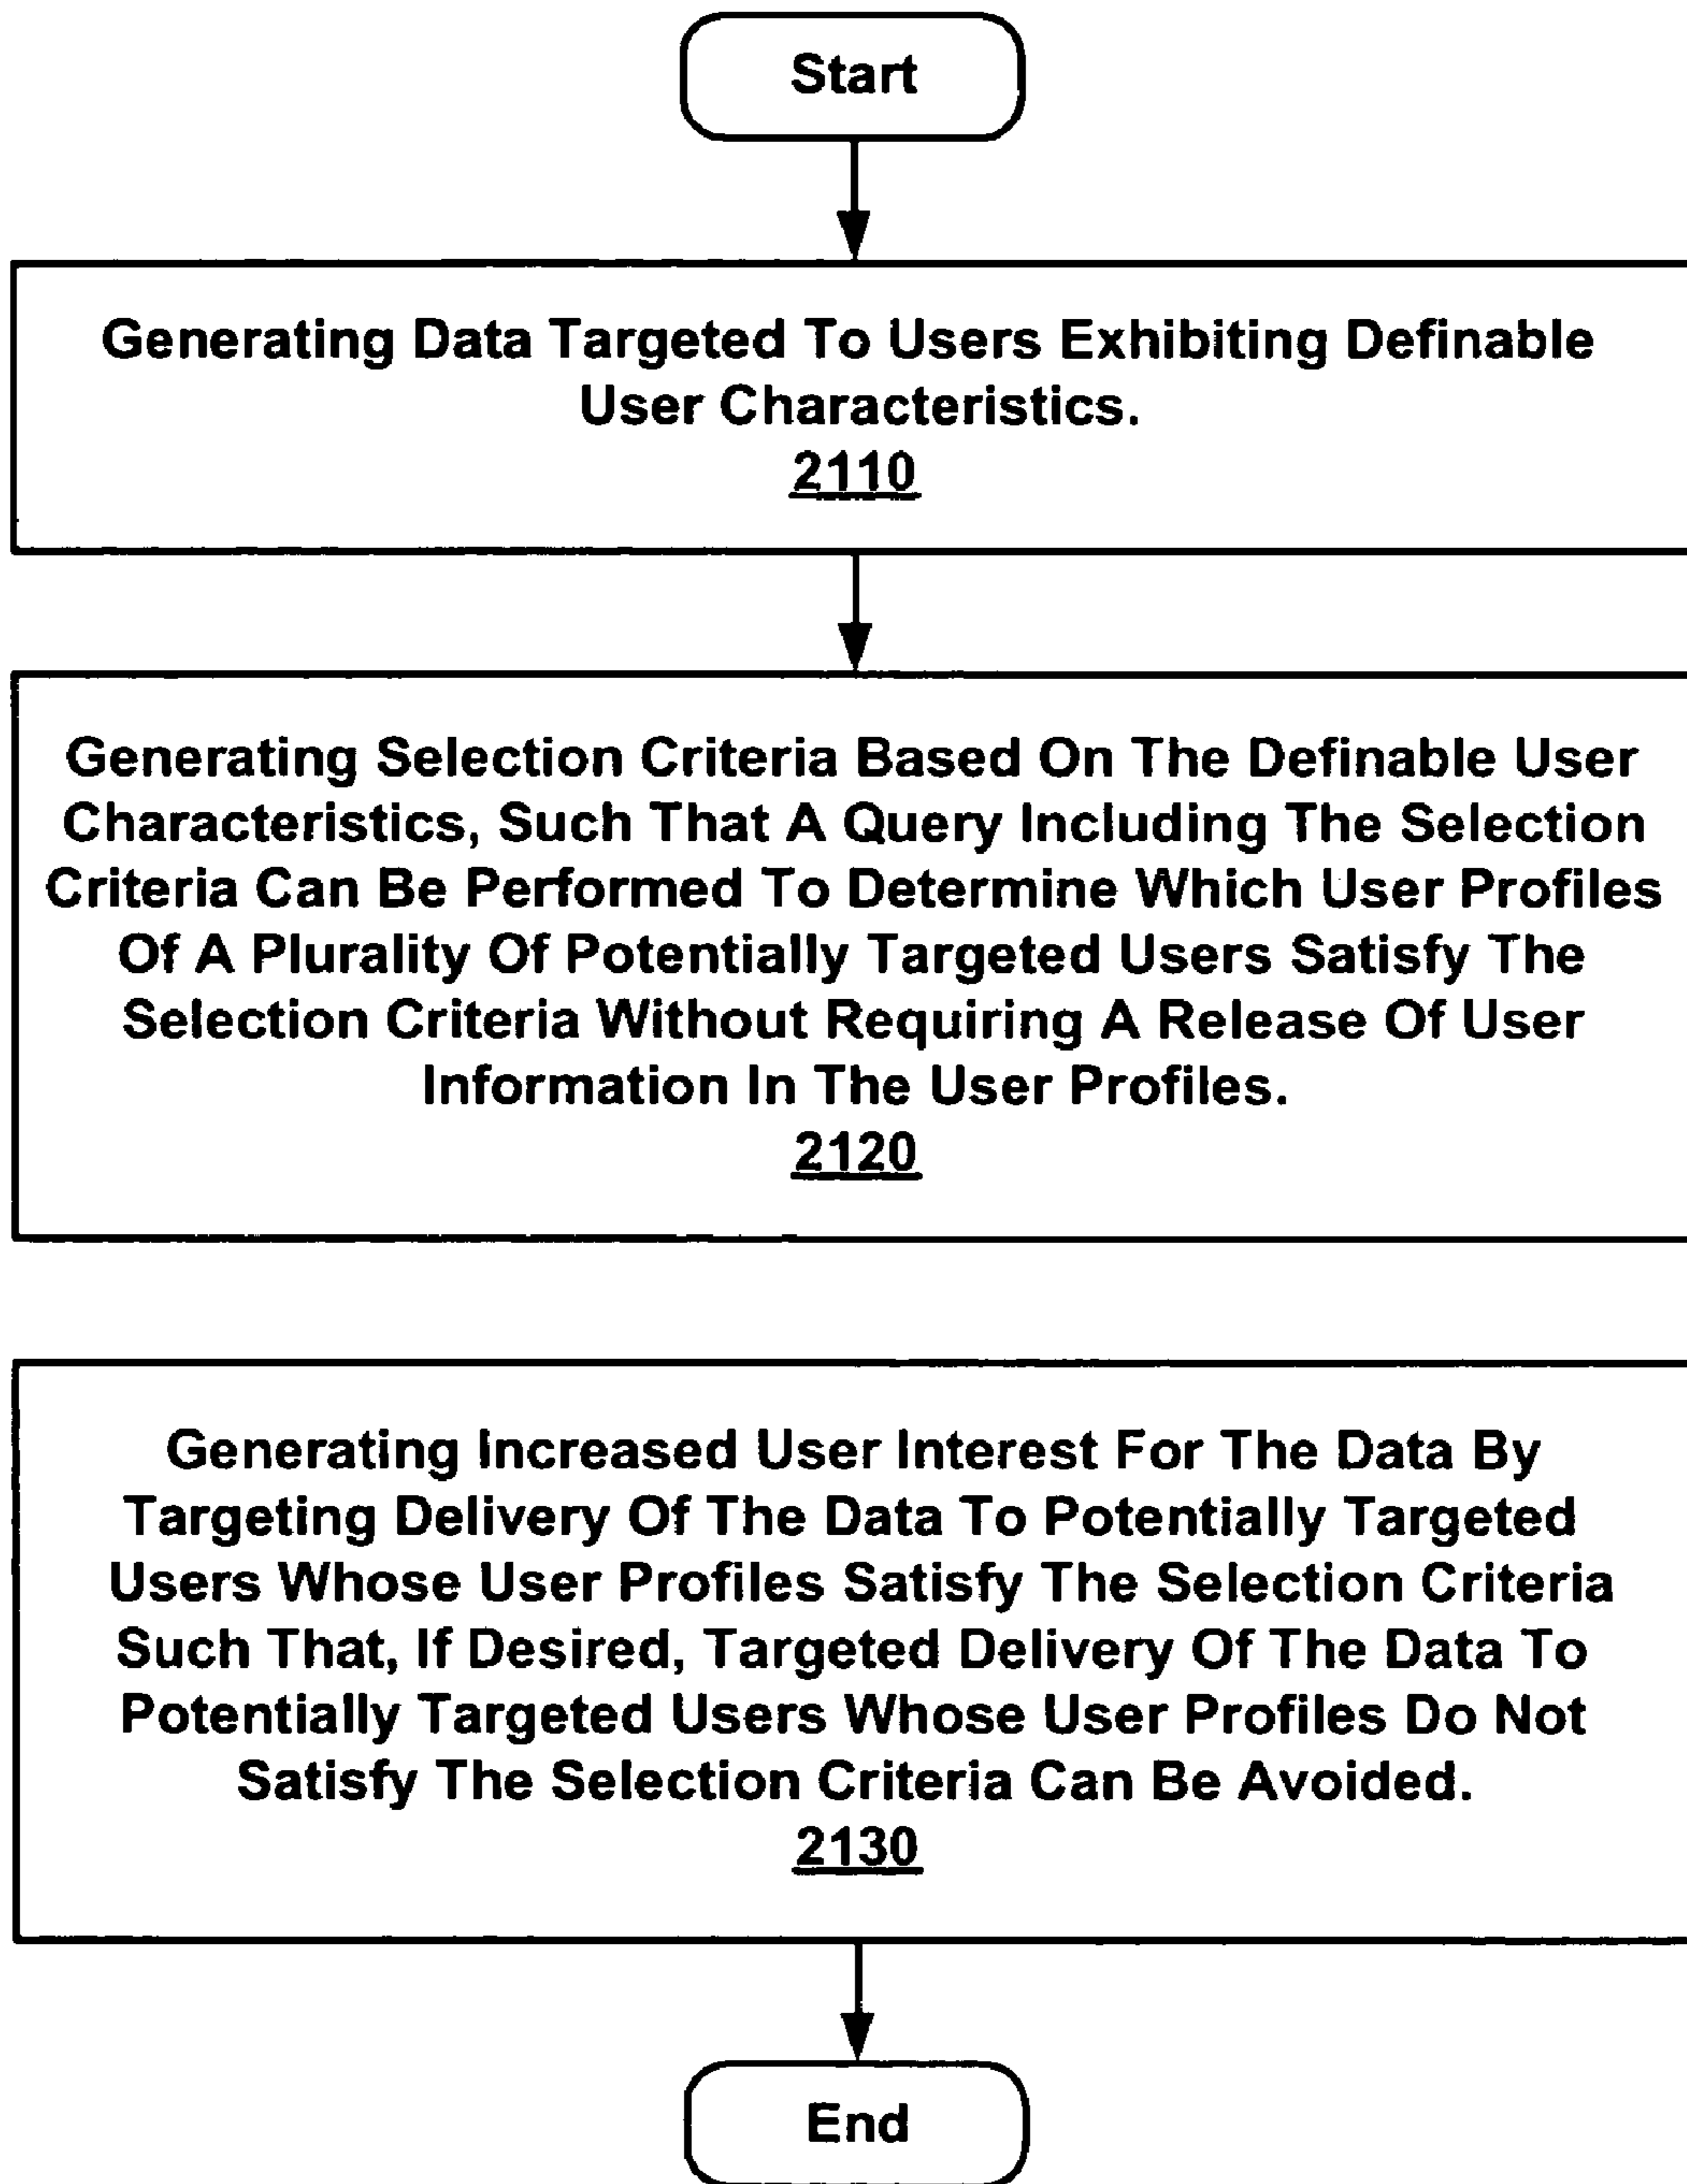 Start
Generating Data Targeted To Users Exhibiting Definable
User Characteristics.
2110
Generating Selection Criteria Based On The Definable User
Characteristics, Such That A Query Including The Selection
Criteria Can Be Performed To Determine Which User Profiles
Of A Plurality Of Potentially Targeted Users Satisfy The
Selection Criteria Without Requiring A Release Of User
Information In The User Profiles.
2120
Generating Increased User Interest For The Data By
Targeting Delivery Of The Data To Potentially Targeted
Users Whose User Profiles Satisfy The Selection Criteria
Such That, If Desired, Targeted Delivery Of The Data To
Potentially Targeted Users Whose User Profiles Do Not
Satisfy The Selection Criteria Can Be Avoided.
2130
End